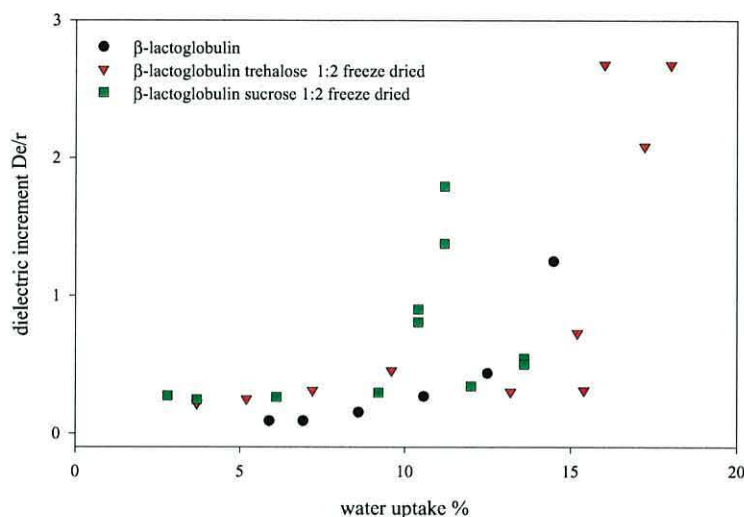 3
β-lactoglobulin
β-lactoglobulin trehalose 1:2 freeze dried
β-lactoglobulin sucrose 1:2 freeze dried
2
1
0
dielectric increment De/r
0 5 10 15 20
water uptake %